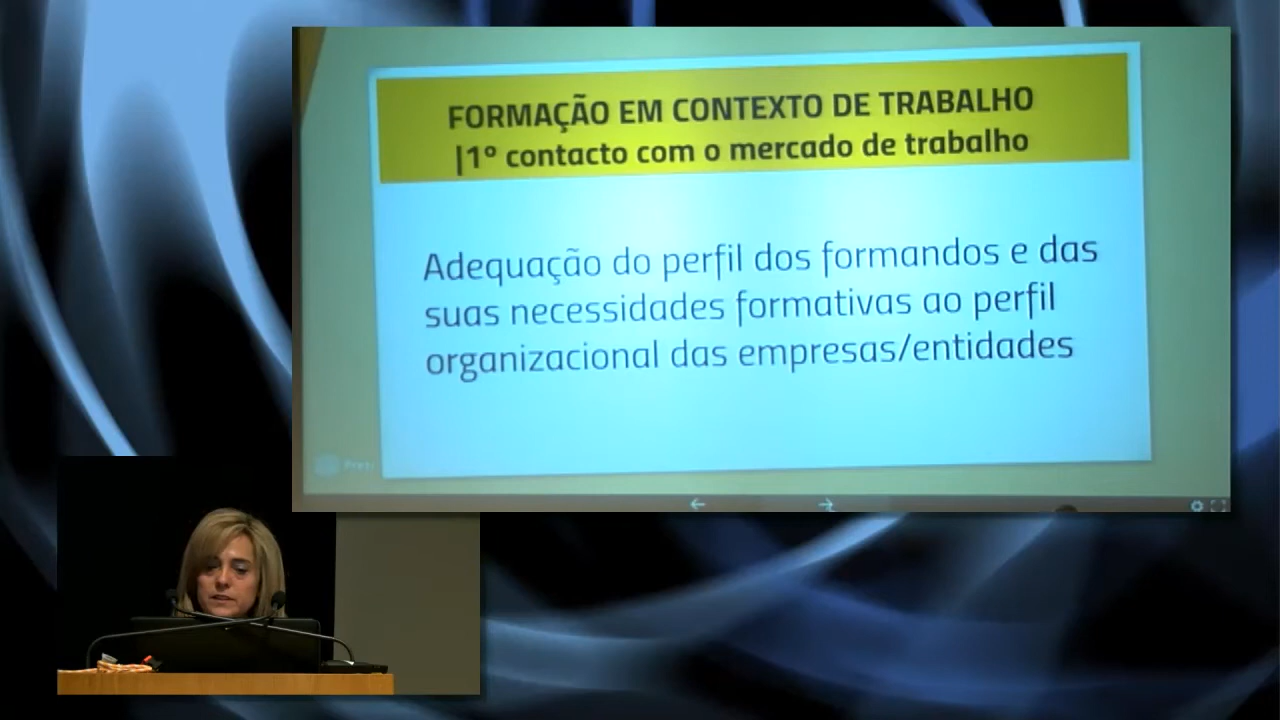 FORMAÇÃO EM CONTEXTO DE TRABALHO
|1º contacto com o mercado de trabalho
Adequação do perfil dos formandos e das
suas necessidades formativas ao perfil
organizacional das empresas/entidades